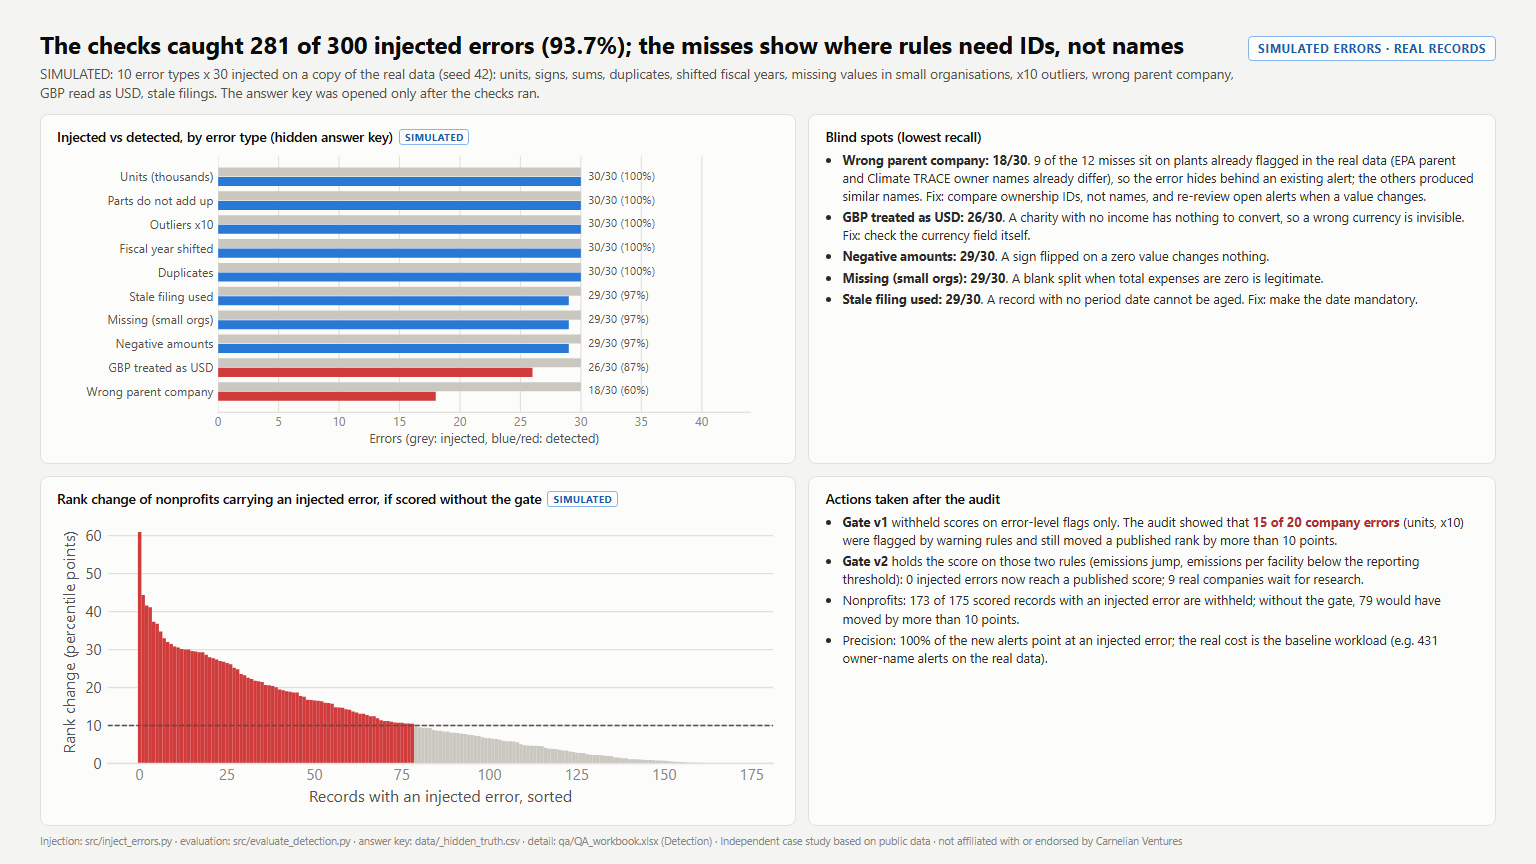 The checks caught 281 of 300 injected errors (93.7%); the misses show where rules need IDs, not names
SIMULATED ERRORS · REAL RECORDS
SIMULATED: 10 error types x 30 injected on a copy of the real data (seed 42): units, signs, sums, duplicates, shifted fiscal years, missing values in small organisations, x10 outliers, wrong parent company,
GBP read as USD, stale filings. The answer key was opened only after the checks ran.
Injected vs detected, by error type (hidden answer key)
SIMULATED
Units (thousands) 30/30 (100%)
Parts do not add up 30/30 (100%)
Outliers x10 30/30 (100%)
Fiscal year shifted 30/30 (100%)
Duplicates 30/30 (100%)
Stale filing used 29/30 (97%)
Missing (small orgs) 29/30 (97%)
Negative amounts 29/30 (97%)
GBP treated as USD 26/30 (87%)
Wrong parent company 18/30 (60%)
0 5 10 15 20 25 30 35 40
Errors (grey: injected, blue/red: detected)
Blind spots (lowest recall)
• Wrong parent company: 18/30. 9 of the 12 misses sit on plants already flagged in the real data (EPA parent
and Climate TRACE owner names already differ), so the error hides behind an existing alert; the others produced
similar names. Fix: compare ownership IDs, not names, and re-review open alerts when a value changes.
• GBP treated as USD: 26/30. A charity with no income has nothing to convert, so a wrong currency is invisible.
Fix: check the currency field itself.
• Negative amounts: 29/30. A sign flipped on a zero value changes nothing.
• Missing (small orgs): 29/30. A blank split when total expenses are zero is legitimate.
• Stale filing used: 29/30. A record with no period date cannot be aged. Fix: make the date mandatory.
Rank change of nonprofits carrying an injected error, if scored without the gate
SIMULATED
Rank change (percentile points)
60
50
40
30
20
10
0
0 25 50 75 100 125 150 175
Records with an injected error, sorted
Actions taken after the audit
• Gate v1 withheld scores on error-level flags only. The audit showed that 15 of 20 company errors (units, x10)
were flagged by warning rules and still moved a published rank by more than 10 points.
• Gate v2 holds the score on those two rules (emissions jump, emissions per facility below the reporting
threshold): 0 injected errors now reach a published score; 9 real companies wait for research.
• Nonprofits: 173 of 175 scored records with an injected error are withheld; without the gate, 79 would have
moved by more than 10 points.
• Precision: 100% of the new alerts point at an injected error; the real cost is the baseline workload (e.g. 431
owner-name alerts on the real data).
Injection: src/inject_errors.py · evaluation: src/evaluate_detection.py · answer key: data/_hidden_truth.csv · detail: qa/QA_workbook.xlsx (Detection) · Independent case study based on public data · not affiliated with or endorsed by Carnelian Ventures